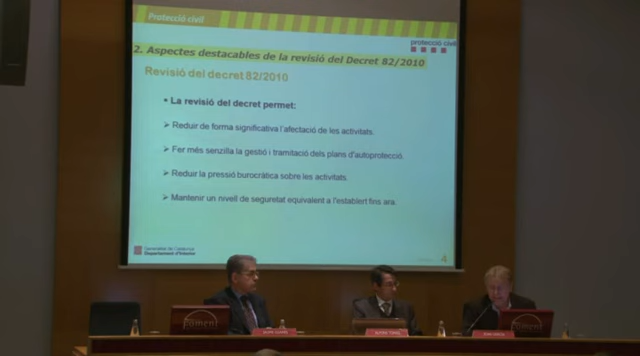 Protecció civil
protecció civil
2. Aspectes destacables de la revisió del Decret 82/2010
Revisió del decret 82/2010
• La revisió del decret permet:
➢ Reduir de forma significativa l'afectació de les activitats.
➢ Fer més senzilla la gestió i tramitació dels plans d'autoprotecció.
➢ Reduir la pressió burocràtica sobre les activitats.
➢ Mantenir un nivell de seguretat equivalent a l'establert fins ara.
Generalitat de Catalunya
Departament d'Interior
4
Foment
Foment